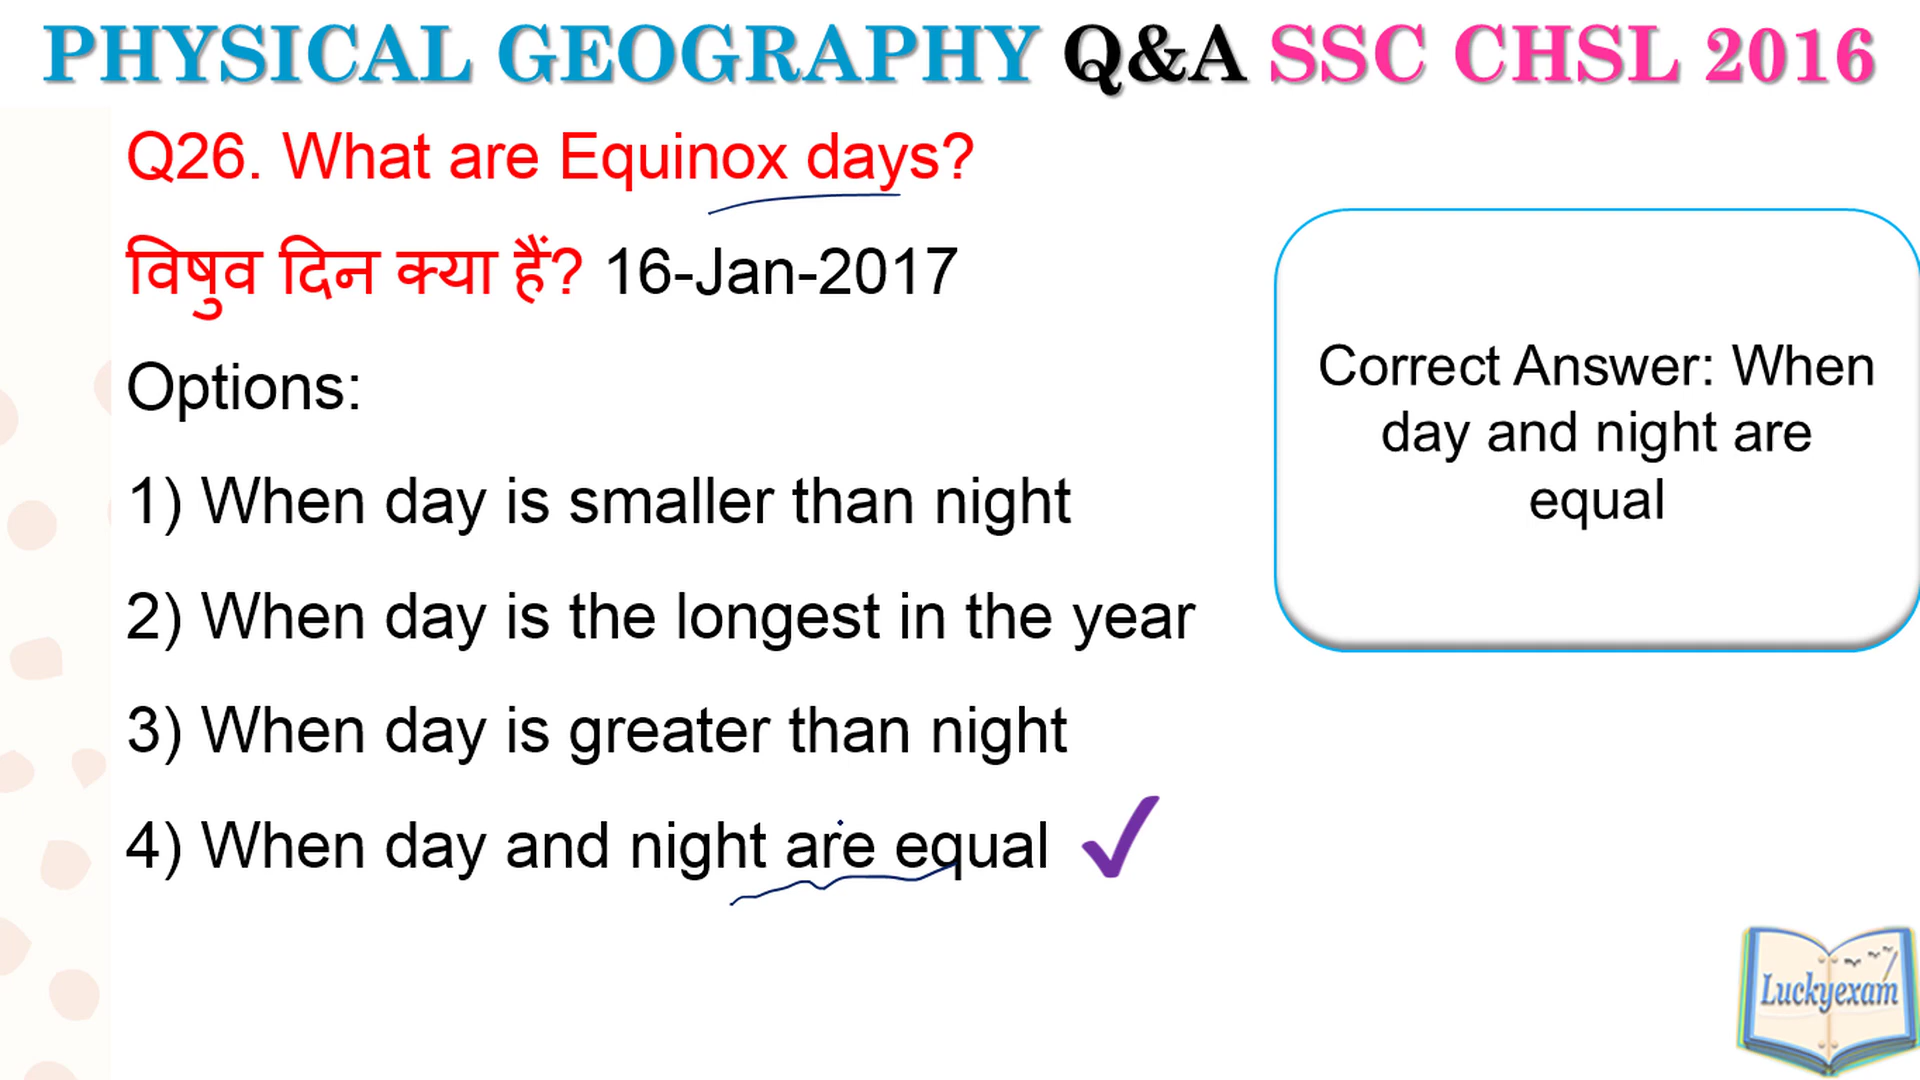 PHYSICAL GEOGRAPHY Q&A SSC CHSL 2016
Q26. What are Equinox days?
विषुव दिन क्या हैं? 16-Jan-2017
Options:
1) When day is smaller than night
2) When day is the longest in the year
3) When day is greater than night
4) When day and night are equal
Correct Answer: When
day and night are
equal
Luckyexam